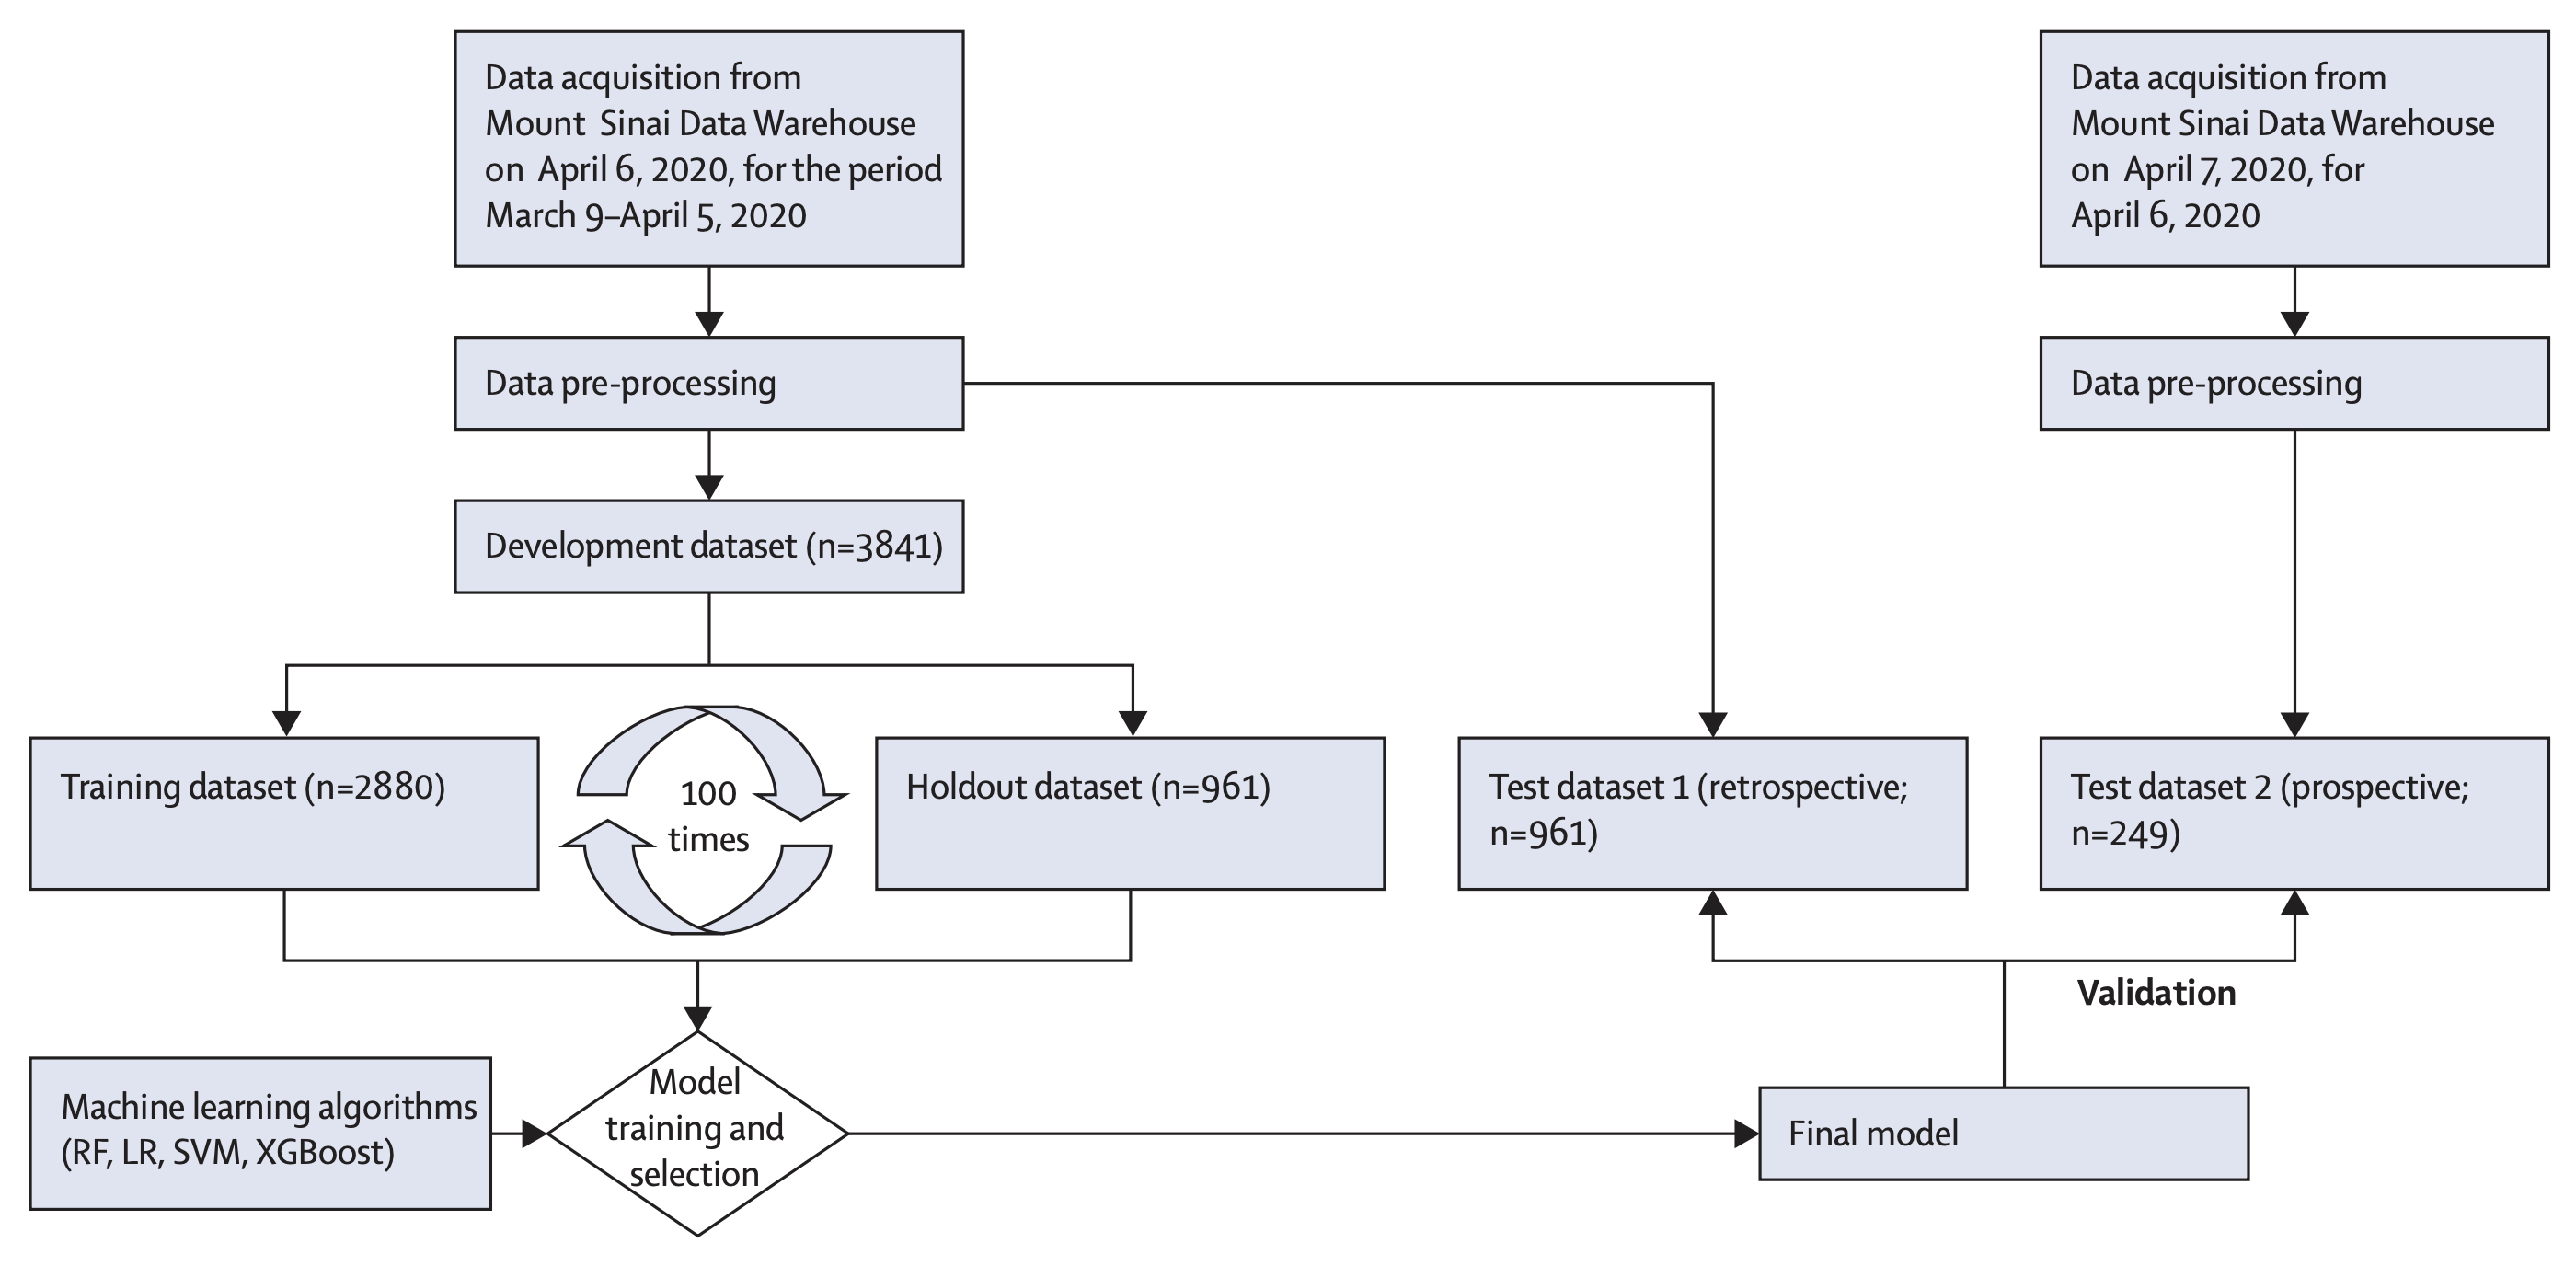 Data acquisition from
Mount Sinai Data Warehouse
on April 6, 2020, for the period
March 9–April 5, 2020
Data acquisition from
Mount Sinai Data Warehouse
on April 7, 2020, for
April 6, 2020
Data pre-processing
Data pre-processing
Development dataset (n=3841)
Training dataset (n=2880)
100
times
Holdout dataset (n=961)
Test dataset 1 (retrospective;
n=961)
Test dataset 2 (prospective;
n=249)
Validation
Machine learning algorithms
(RF, LR, SVM, XGBoost)
Model
training and
selection
Final model